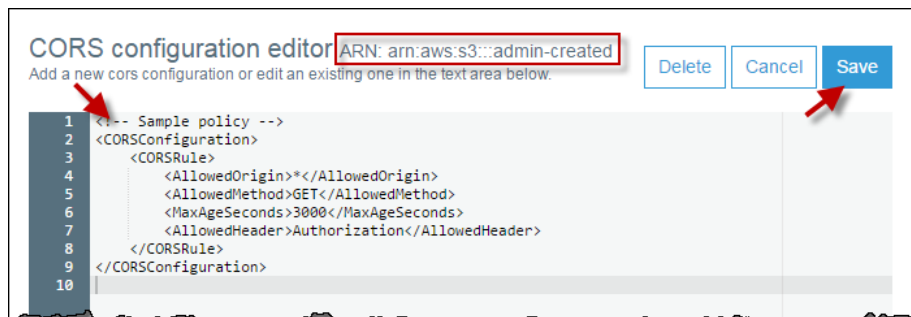 CORS configuration editor ARN: arn:aws:s3:::admin-created
Add a new cors configuration or edit an existing one in the text area below.
Delete Cancel Save
1 <!-- Sample policy -->
2 <CORSConfiguration>
3 <CORSRule>
4 <AllowedOrigin>*</AllowedOrigin>
5 <AllowedMethod>GET</AllowedMethod>
6 <MaxAgeSeconds>3000</MaxAgeSeconds>
7 <AllowedHeader>Authorization</AllowedHeader>
8 </CORSRule>
9 </CORSConfiguration>
10